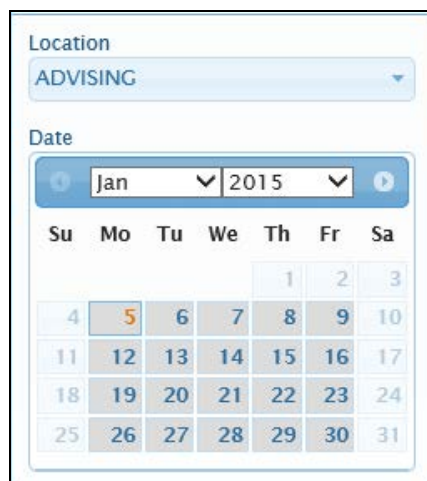 Location
ADVISING
Date
Jan 2015
Su Mo Tu We Th Fr Sa
1 2 3
4 5 6 7 8 9 10
11 12 13 14 15 16 17
18 19 20 21 22 23 24
25 26 27 28 29 30 31